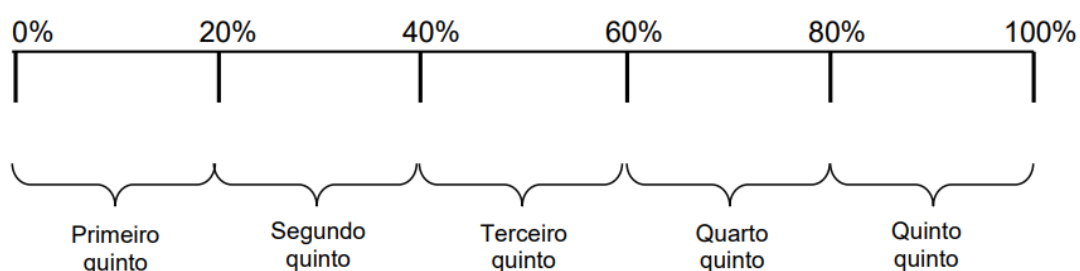 0% 20% 40% 60% 80% 100%
Primeiro Segundo Terceiro Quarto Quinto
quinto quinto quinto quinto quinto